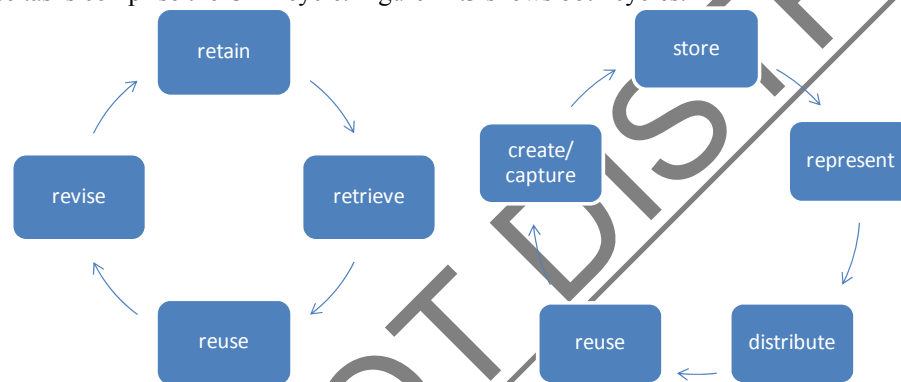 retain
store
create/
capture
represent
revise
retrieve
reuse
reuse
distribute